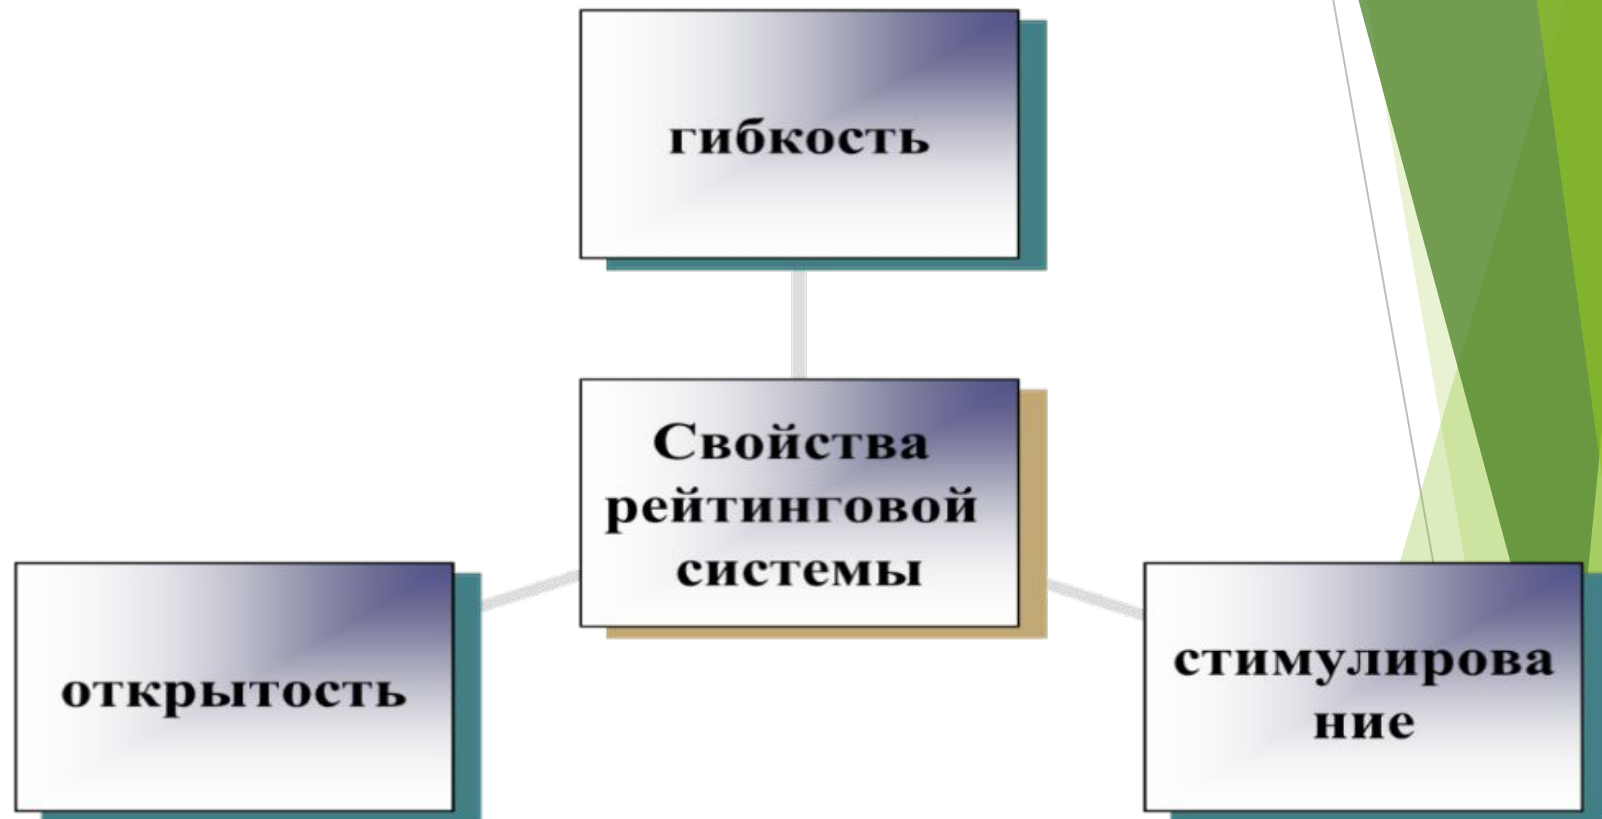 гибкость
Свойства
рейтинговой
системы
открытость
стимулирова
ние